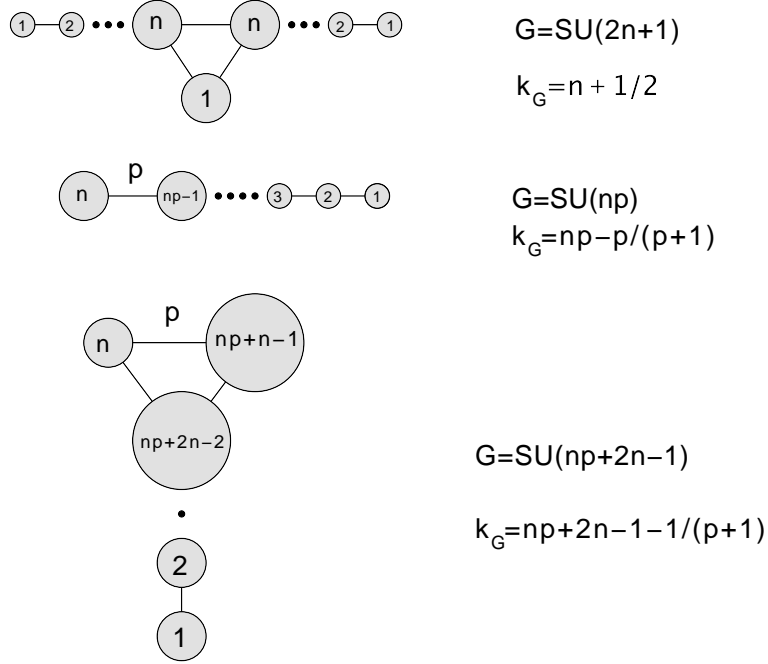 1 2 n n 2 1
1
G=SU(2n+1)
k_G=n + 1/2
p
n np−1 3 2 1
G=SU(np)
k_G=np−p/(p+1)
p
n np+n−1
np+2n−2
2
1
G=SU(np+2n−1)
k_G=np+2n−1−1/(p+1)